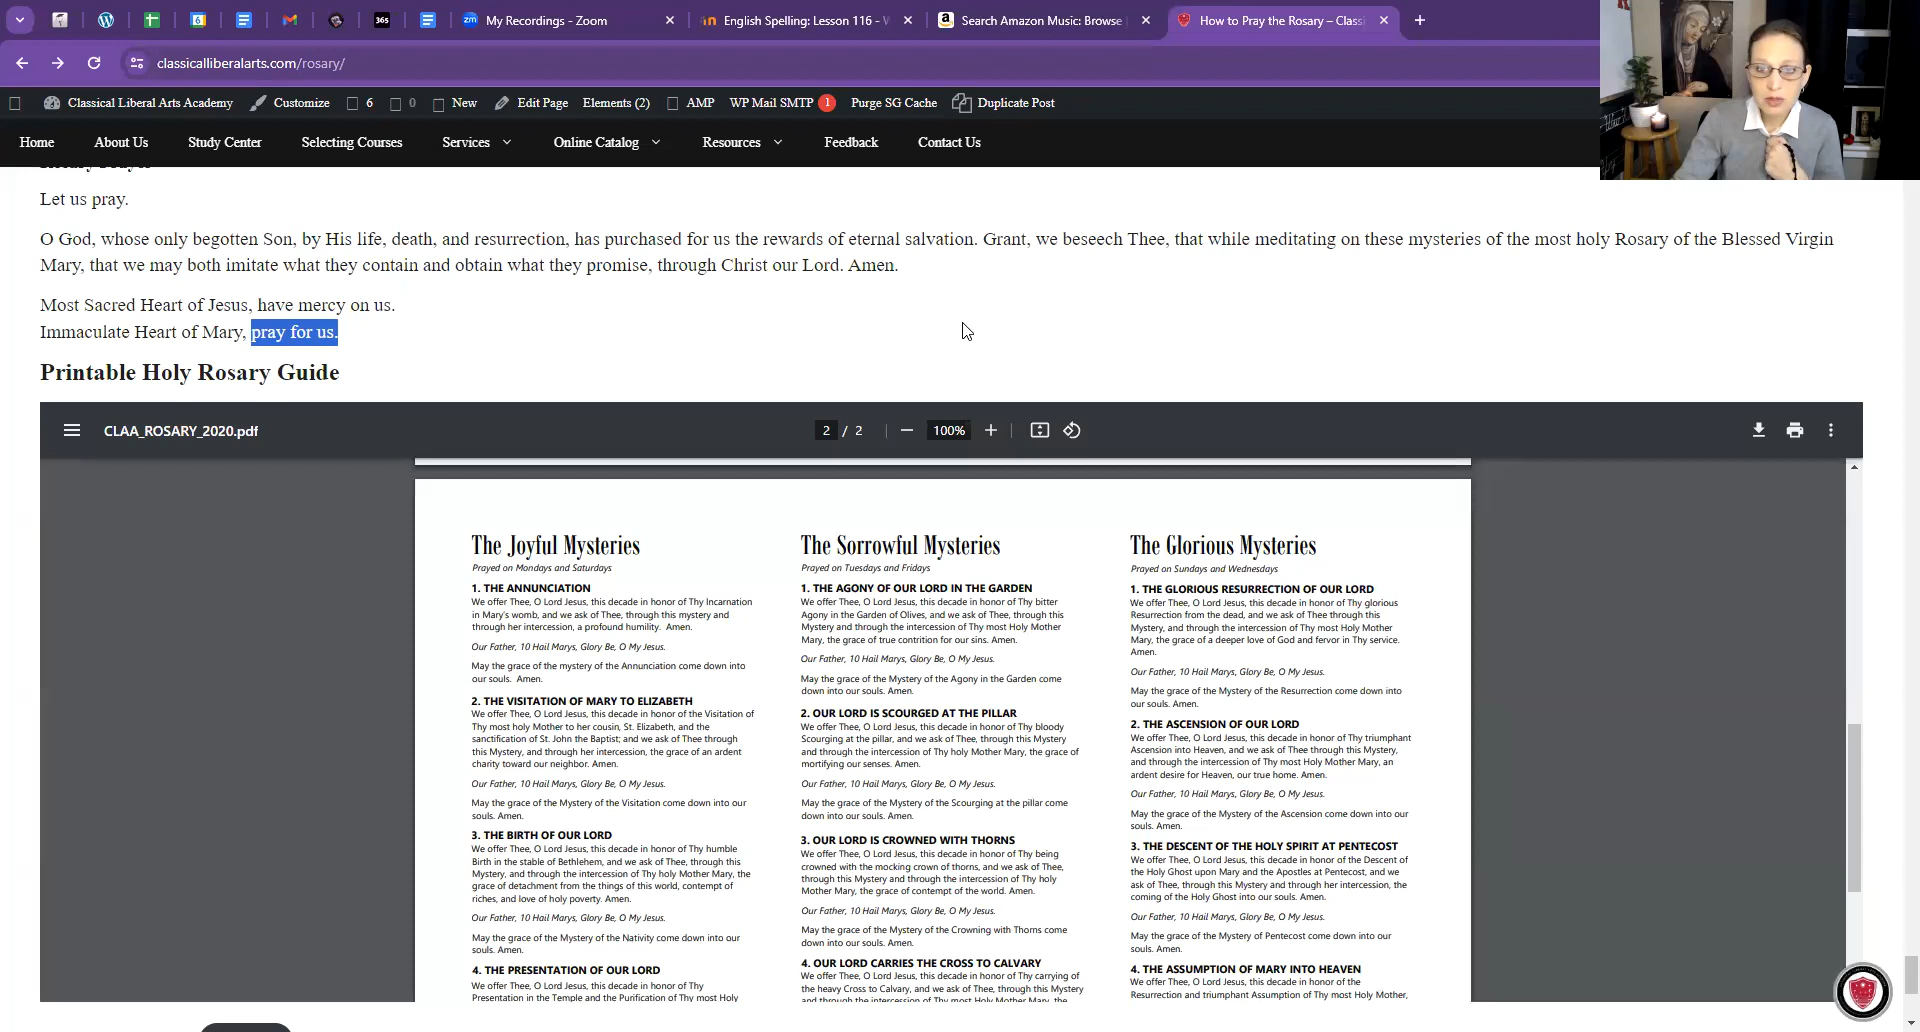 My Recordings - Zoom
English Spelling: Lesson 116 -
Search Amazon Music: Browse
How to Pray the Rosary – Classi
classicalliberalarts.com/rosary/
Classical Liberal Arts Academy
Customize
6
0
New
Edit Page
Elements (2)
AMP
WP Mail SMTP 1
Purge SG Cache
Duplicate Post
Home
About Us
Study Center
Selecting Courses
Services
Online Catalog
Resources
Feedback
Contact Us
Let us pray.
O God, whose only begotten Son, by His life, death, and resurrection, has purchased for us the rewards of eternal salvation. Grant, we beseech Thee, that while meditating on these mysteries of the most holy Rosary of the Blessed Virgin
Mary, that we may both imitate what they contain and obtain what they promise, through Christ our Lord. Amen.
Most Sacred Heart of Jesus, have mercy on us.
Immaculate Heart of Mary, pray for us.
Printable Holy Rosary Guide
CLAA_ROSARY_2020.pdf
2 / 2
100%
The Joyful Mysteries
Prayed on Mondays and Saturdays
1. THE ANNUNCIATION
We offer Thee, O Lord Jesus, this decade in honor of Thy Incarnation
in Mary's womb, and we ask of Thee, through this mystery and
through her intercession, a profound humility. Amen.
Our Father, 10 Hail Marys, Glory Be, O My Jesus.
May the grace of the mystery of the Annunciation come down into
our souls. Amen.
2. THE VISITATION OF MARY TO ELIZABETH
We offer Thee, O Lord Jesus, this decade in honor of the Visitation of
Thy most holy Mother to her cousin, St. Elizabeth, and the
sanctification of St. John the Baptist; and we ask of Thee through
this Mystery, and through her intercession, the grace of an ardent
charity toward our neighbor. Amen.
Our Father, 10 Hail Marys, Glory Be, O My Jesus.
May the grace of the Mystery of the Visitation come down into our
souls. Amen.
3. THE BIRTH OF OUR LORD
We offer Thee, O Lord Jesus, this decade in honor of Thy humble
Birth in the stable of Bethlehem, and we ask of Thee, through this
Mystery, and through the intercession of Thy holy Mother Mary, the
grace of detachment from the things of this world, contempt of
riches, and love of holy poverty. Amen.
Our Father, 10 Hail Marys, Glory Be, O My Jesus.
May the grace of the Mystery of the Nativity come down into our
souls. Amen.
4. THE PRESENTATION OF OUR LORD
We offer Thee, O Lord Jesus, this decade in honor of Thy
Presentation in the Temple and the Purification of Thy most Holy
The Sorrowful Mysteries
Prayed on Tuesdays and Fridays
1. THE AGONY OF OUR LORD IN THE GARDEN
We offer Thee, O Lord Jesus, this decade in honor of Thy bitter
Agony in the Garden of Olives, and we ask of Thee through this
Mystery and through the intercession of Thy most Holy Mother
Mary, the grace of true contrition for our sins. Amen.
Our Father, 10 Hail Marys, Glory Be, O My Jesus.
May the grace of the Mystery of the Agony in the Garden come
down into our souls. Amen.
2. OUR LORD IS SCOURGED AT THE PILLAR
We offer Thee, O Lord Jesus, this decade in honor of Thy bloody
Scourging at the pillar, and we ask of Thee, through this Mystery
and through the intercession of Thy holy Mother Mary, the grace of
mortifying our senses. Amen.
Our Father, 10 Hail Marys, Glory Be, O My Jesus.
May the grace of the Mystery of the Scourging at the pillar come
down into our souls. Amen.
3. OUR LORD IS CROWNED WITH THORNS
We offer Thee, O Lord Jesus, this decade in honor of Thy being
crowned with the mocking crown of thorns, and we ask of Thee,
through this Mystery and through the intercession of Thy holy
Mother Mary, the grace of contempt of the world. Amen.
Our Father, 10 Hail Marys, Glory Be, O My Jesus.
May the grace of the Mystery of the Crowning with Thorns come
down into our souls. Amen.
4. OUR LORD CARRIES THE CROSS TO CALVARY
We offer Thee, O Lord Jesus, this decade in honor of Thy carrying of
the heavy Cross to Calvary, and we ask of Thee, through this Mystery
and through the intercession of Thy most Holy Mother Mary, the
The Glorious Mysteries
Prayed on Sundays and Wednesdays
1. THE GLORIOUS RESURRECTION OF OUR LORD
We offer Thee, O Lord Jesus, this decade in honor of Thy glorious
Resurrection from the dead, and we ask of Thee through this
Mystery, and through the intercession of Thy most Holy Mother
Mary, the grace of a deeper love of God and fervor in Thy service.
Amen.
Our Father, 10 Hail Marys, Glory Be, O My Jesus.
May the grace of the Mystery of the Resurrection come down into
our souls. Amen.
2. THE ASCENSION OF OUR LORD
We offer Thee, O Lord Jesus, this decade in honor of Thy triumphant
Ascension into Heaven, and we ask of Thee through this Mystery,
and through the intercession of Thy most Holy Mother Mary, an
ardent desire for Heaven, our true home. Amen.
Our Father, 10 Hail Marys, Glory Be, O My Jesus.
May the grace of the Mystery of the Ascension come down into our
souls. Amen.
3. THE DESCENT OF THE HOLY SPIRIT AT PENTECOST
We offer Thee, O Lord Jesus, this decade in honor of the Descent of
the Holy Ghost upon Mary and the Apostles at Pentecost, and we
ask of Thee, through this Mystery and through her intercession, the
coming of the Holy Ghost into our souls. Amen.
Our Father, 10 Hail Marys, Glory Be, O My Jesus.
May the grace of the Mystery of Pentecost come down into our
souls. Amen.
4. THE ASSUMPTION OF MARY INTO HEAVEN
We offer Thee, O Lord Jesus, this decade in honor of the
Resurrection and triumphant Assumption of Thy most Holy Mother,